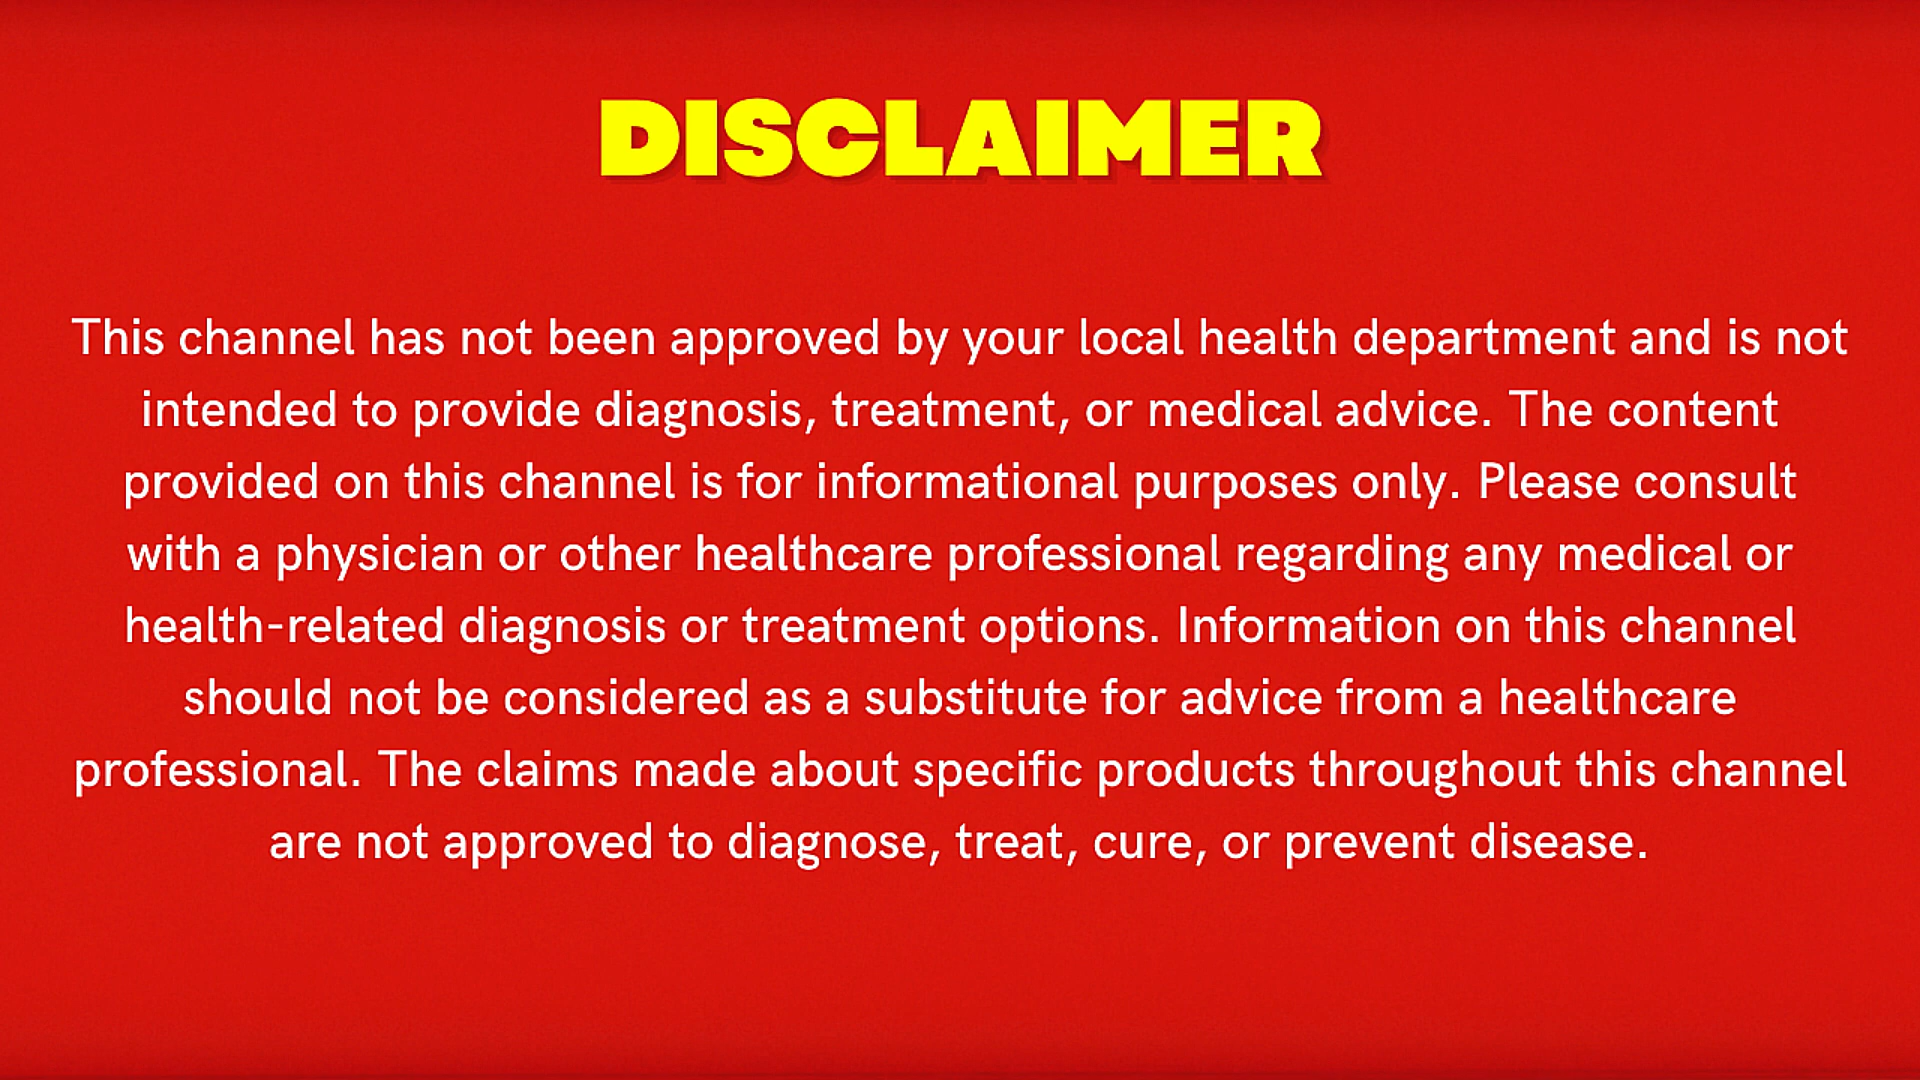 DISCLAIMER
This channel has not been approved by your local health department and is not
intended to provide diagnosis, treatment, or medical advice. The content
provided on this channel is for informational purposes only. Please consult
with a physician or other healthcare professional regarding any medical or
health-related diagnosis or treatment options. Information on this channel
should not be considered as a substitute for advice from a healthcare
professional. The claims made about specific products throughout this channel
are not approved to diagnose, treat, cure, or prevent disease.